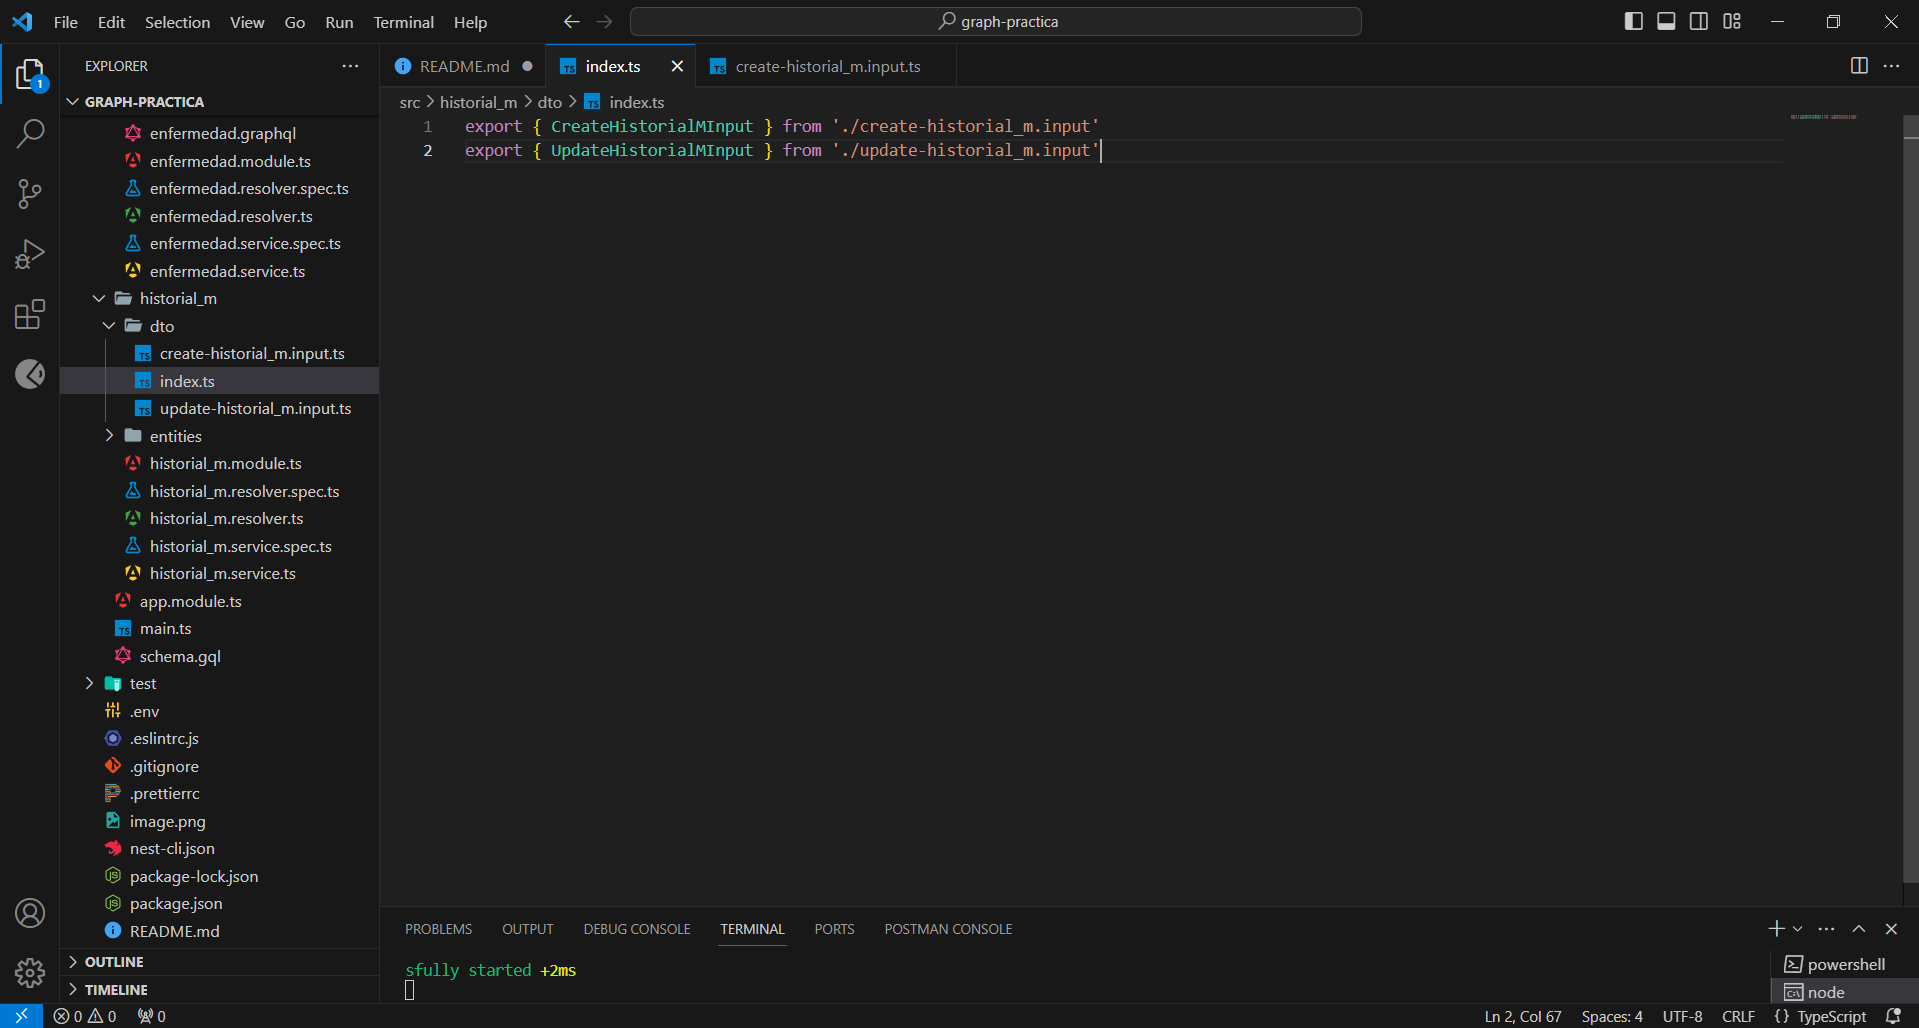 File Edit Selection View Go Run Terminal Help
graph-practica
EXPLORER
GRAPH-PRACTICA
enfermedad.graphql
enfermedad.module.ts
enfermedad.resolver.spec.ts
enfermedad.resolver.ts
enfermedad.service.spec.ts
enfermedad.service.ts
historial_m
dto
create-historial_m.input.ts
index.ts
update-historial_m.input.ts
entities
historial_m.module.ts
historial_m.resolver.spec.ts
historial_m.resolver.ts
historial_m.service.spec.ts
historial_m.service.ts
app.module.ts
main.ts
schema.gql
test
.env
.eslintrc.js
.gitignore
.prettierrc
image.png
nest-cli.json
package-lock.json
package.json
README.md
OUTLINE
TIMELINE
1
README.md index.ts create-historial_m.input.ts
src > historial_m > dto > index.ts
1 export { CreateHistorialMInput } from './create-historial_m.input'
2 export { UpdateHistorialMInput } from './update-historial_m.input'
PROBLEMS OUTPUT DEBUG CONSOLE TERMINAL PORTS POSTMAN CONSOLE
sfully started +2ms
powershell
node
0 0 0 Ln 2, Col 67 Spaces: 4 UTF-8 CRLF {} TypeScript